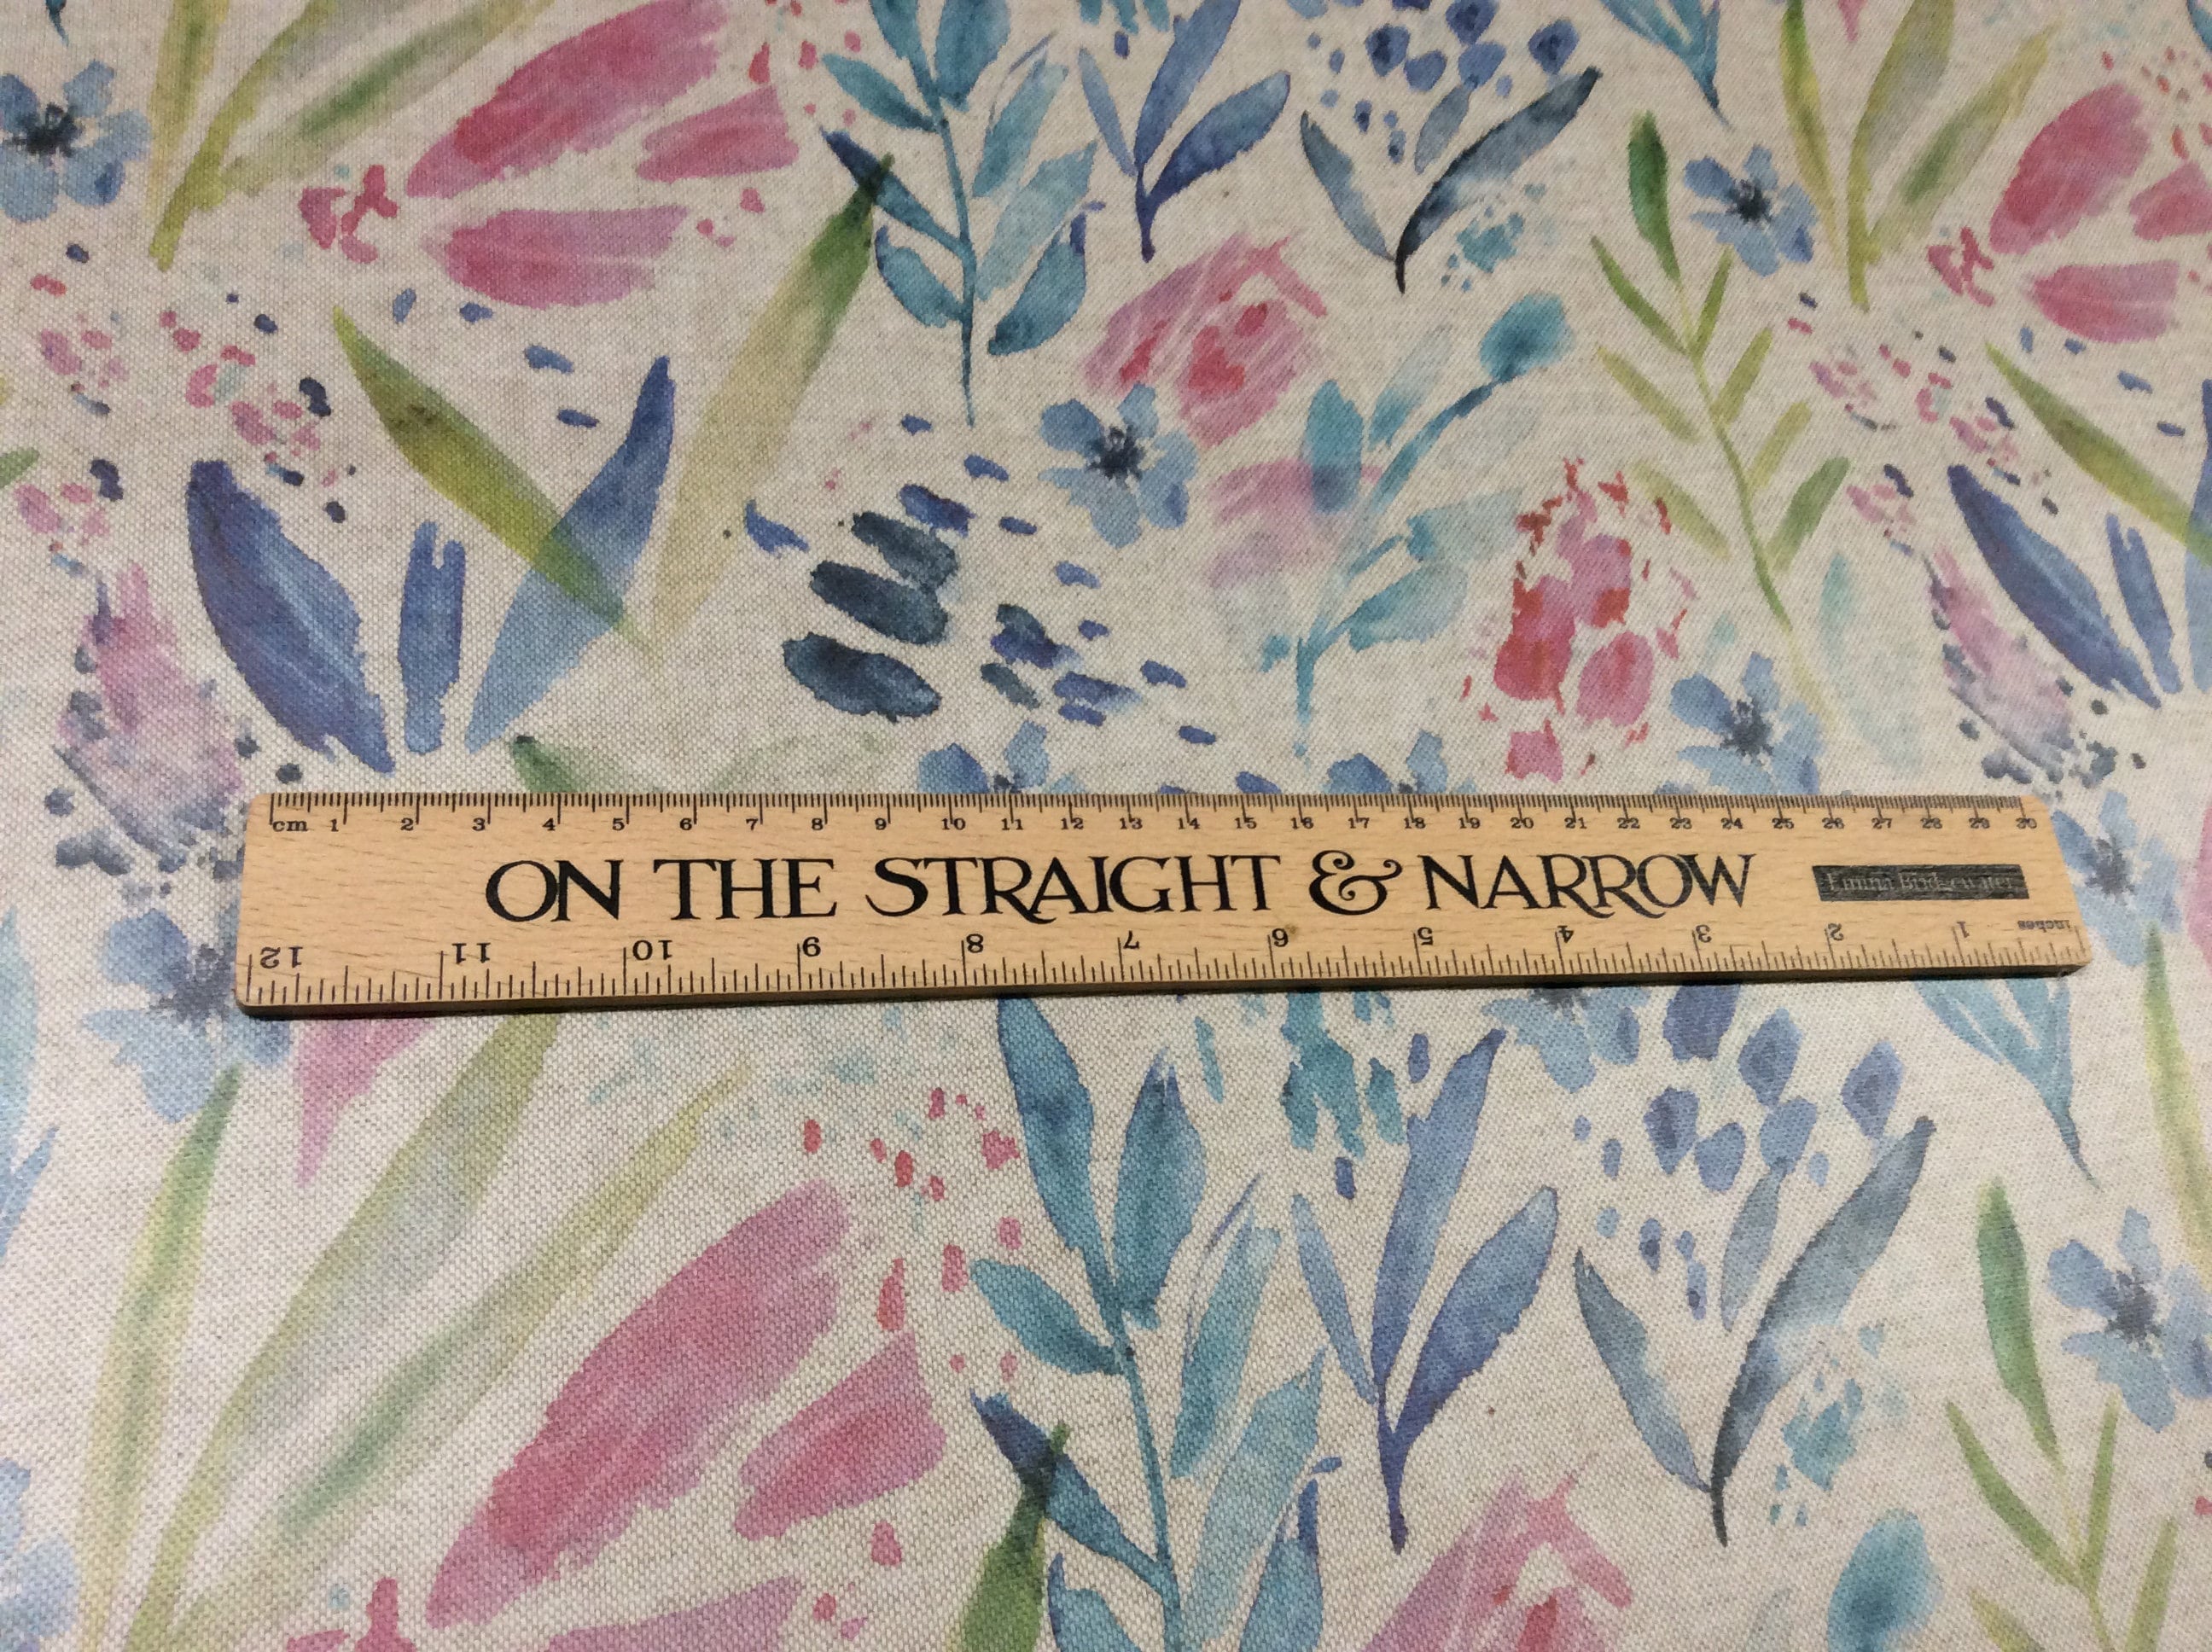 cm 1 2 3 4 5 6 7 8 9 10 11 12 13 14 15 16 17 18 19 20 21 22 23 24 25 26 27 28 29 30
ON THE STRAIGHT & NARROW Emma Bridgewater
12 11 10 9 8 7 6 5 4 3 2 1 inches